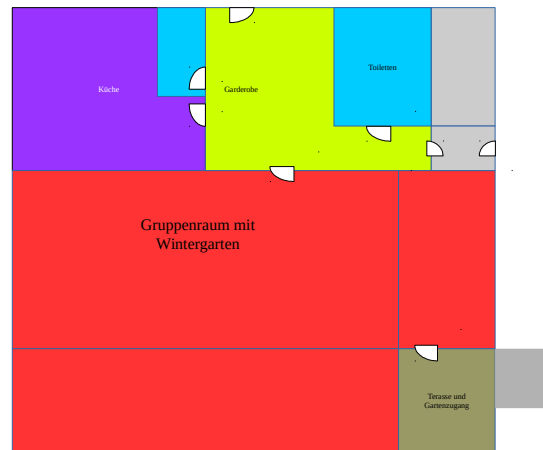 Toiletten
Küche
Garderobe
Gruppenraum mit
Wintergarten
Terasse und
Gartenzugang